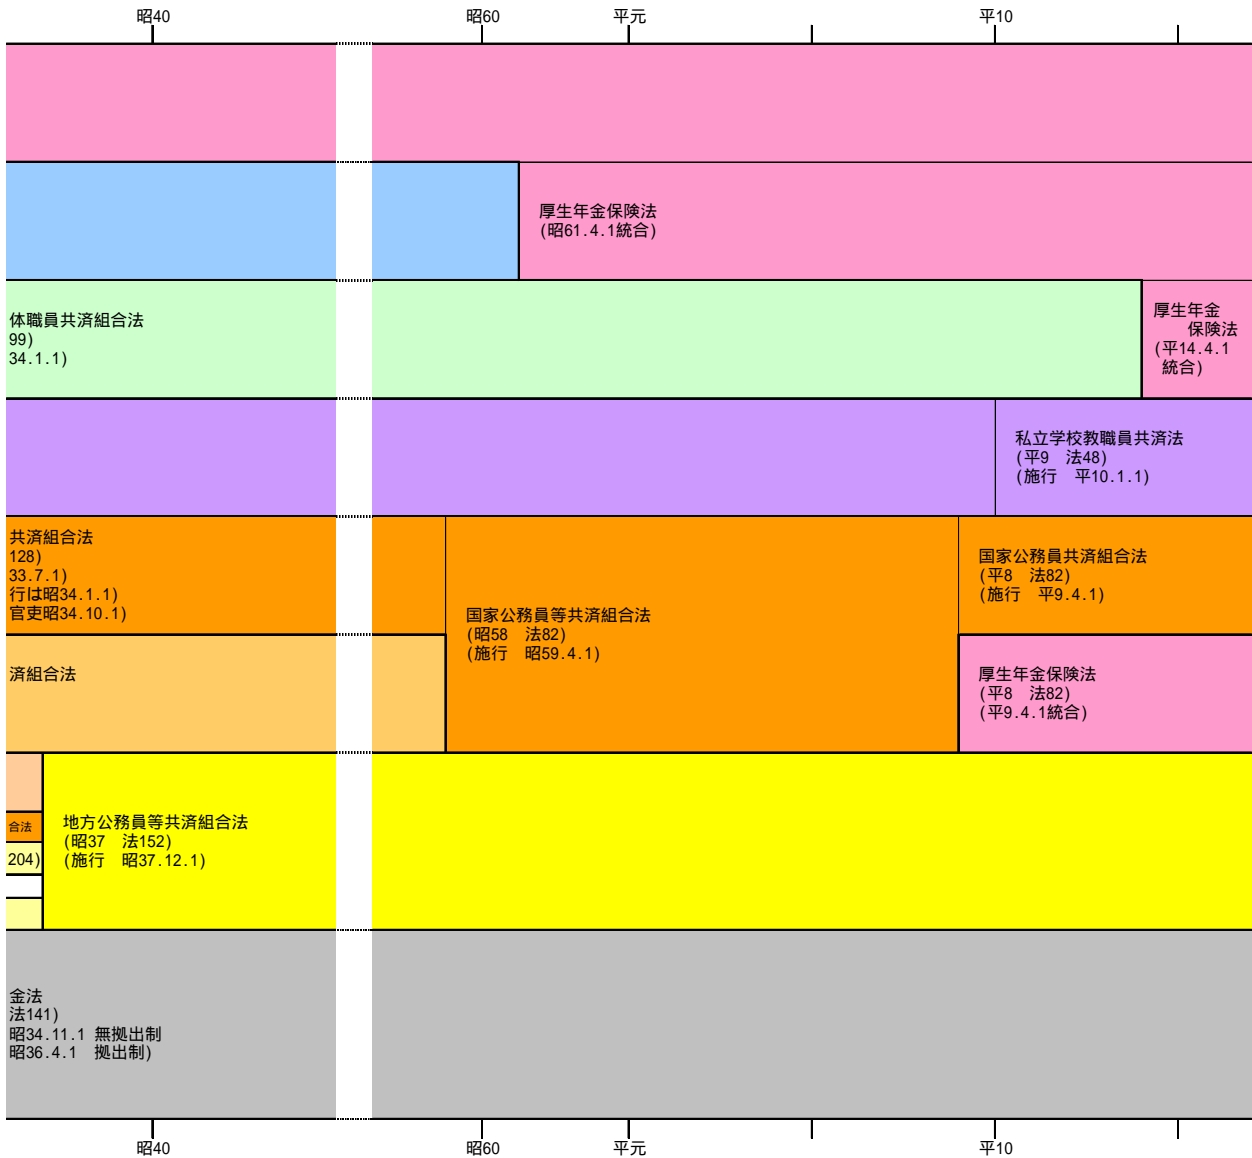 昭40
昭60
平元
平10
厚生年金保険法
(昭61.4.1統合)
体職員共済組合法
99)
34.1.1)
厚生年金
保険法
(平14.4.1
統合)
私立学校教職員共済法
(平9　法48)
(施行　平10.1.1)
共済組合法
128)
33.7.1)
行は昭34.1.1)
官吏昭34.10.1)
国家公務員等共済組合法
(昭58　法82)
(施行　昭59.4.1)
国家公務員共済組合法
(平8　法82)
(施行　平9.4.1)
済組合法
厚生年金保険法
(平8　法82)
(平9.4.1統合)
合法
204)
地方公務員等共済組合法
(昭37　法152)
(施行　昭37.12.1)
金法
法141)
昭34.11.1 無拠出制
昭36.4.1　拠出制)
昭40
昭60
平元
平10